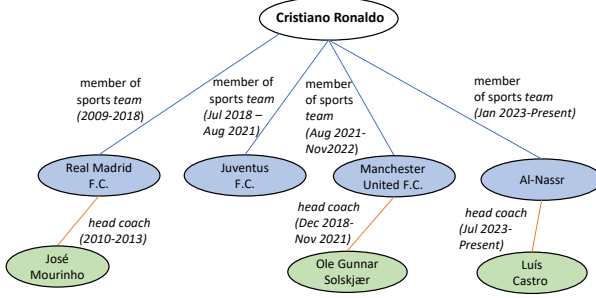 Cristiano Ronaldo
member of
sports team
(2009-2018)
member of
sports team
(Jul 2018 –
Aug 2021)
member
of sports
team
(Aug 2021-
Nov2022)
member
of sports team
(Jan 2023-Present)
Real Madrid
F.C.
Juventus
F.C.
Manchester
United F.C.
Al-Nassr
head coach
(2010-2013)
head coach
(Dec 2018-
Nov 2021)
head coach
(Jul 2023-
Present)
José
Mourinho
Ole Gunnar
Solskjær
Luís
Castro